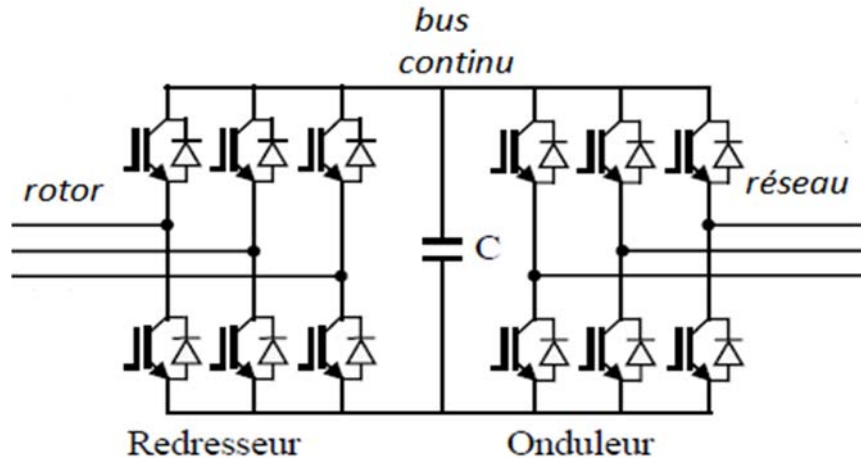 bus
continu
rotor
réseau
C
Redresseur
Onduleur